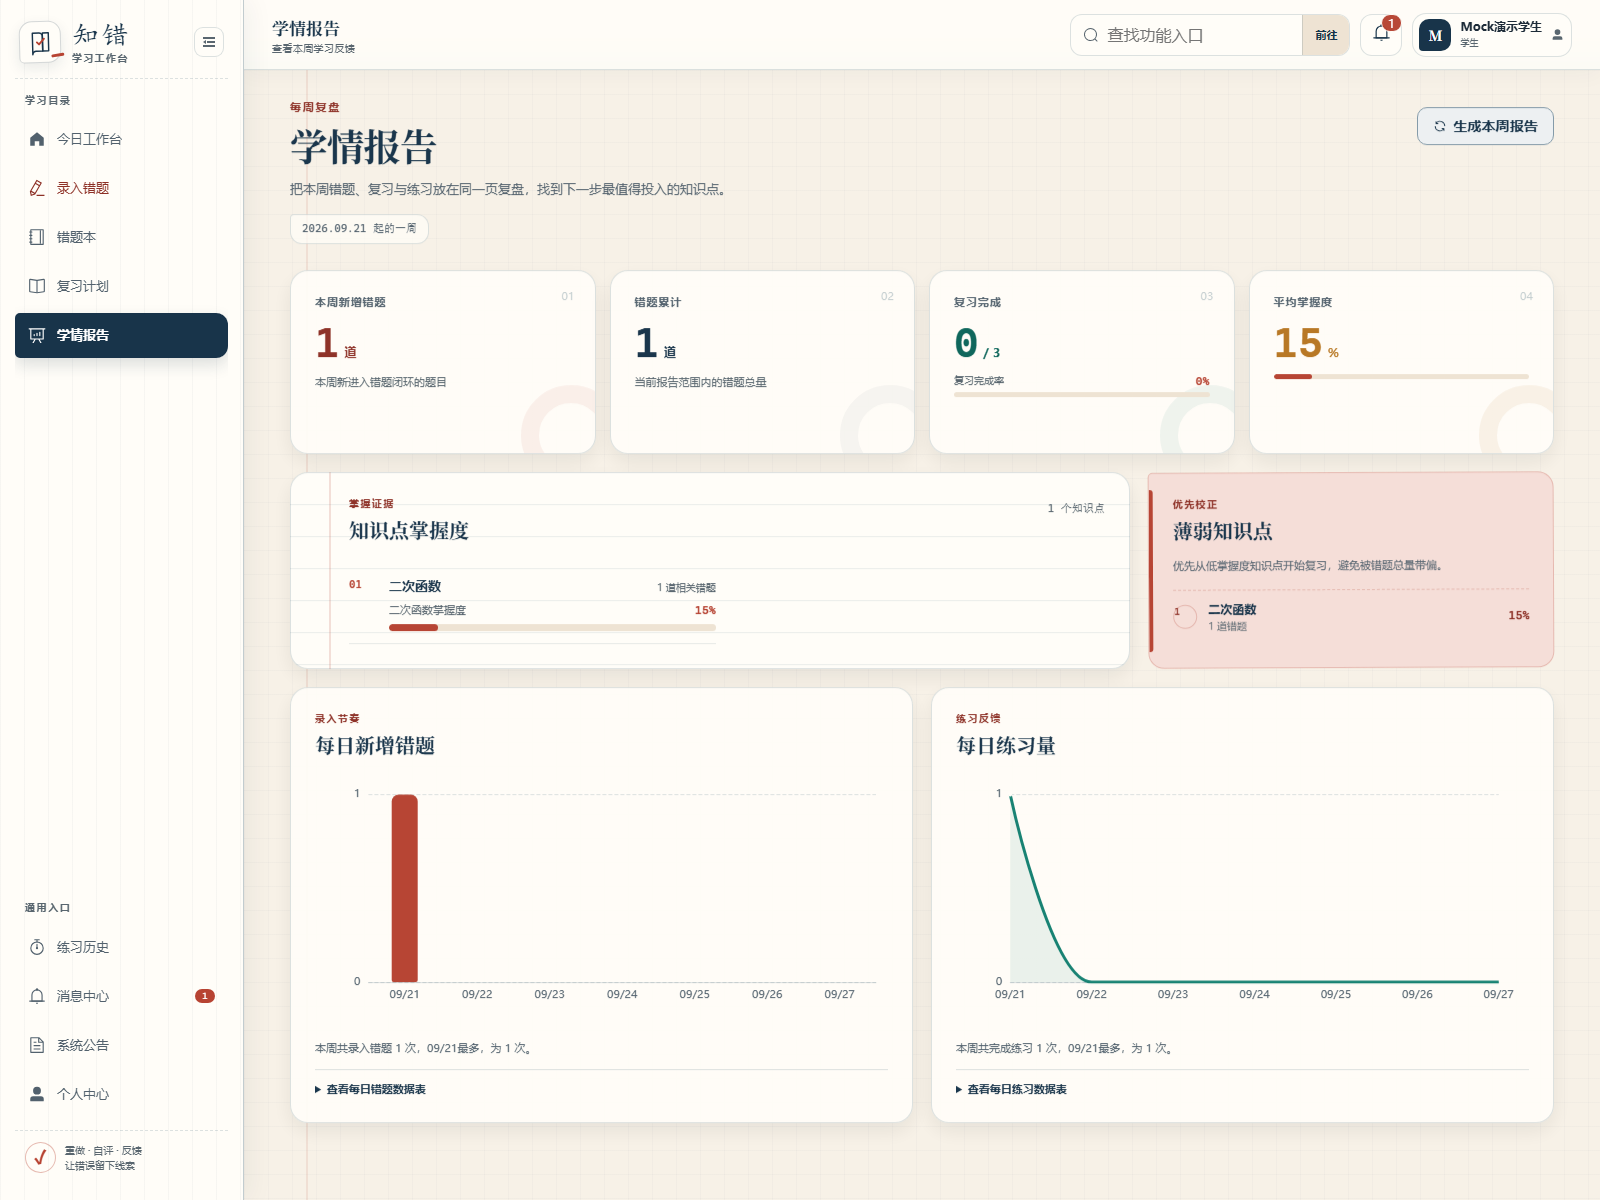 知错
学习工作台
学习目录
今日工作台
录入错题
错题本
复习计划
学情报告
通用入口
练习历史
消息中心
1
系统公告
个人中心
重做 · 自评 · 反馈
让错误留下线索
学情报告
查看本周学习反馈
查找功能入口
前往
1
M
Mock演示学生
学生
每周复盘
学情报告
把本周错题、复习与练习放在同一页复盘，找到下一步最值得投入的知识点。
2026.09.21 起的一周
生成本周报告
本周新增错题
01
1 道
本周新进入错题闭环的题目
错题累计
02
1 道
当前报告范围内的错题总量
复习完成
03
0 / 3
复习完成率
0%
平均掌握度
04
15 %
掌握证据
知识点掌握度
1 个知识点
01
二次函数
1 道相关错题
二次函数掌握度
15%
优先校正
薄弱知识点
优先从低掌握度知识点开始复习，避免被错题总量带偏。
1
二次函数
1 道错题
15%
录入节奏
每日新增错题
1
0
09/21
09/22
09/23
09/24
09/25
09/26
09/27
本周共录入错题 1 次，09/21最多，为 1 次。
查看每日错题数据表
练习反馈
每日练习量
1
0
09/21
09/22
09/23
09/24
09/25
09/26
09/27
本周共完成练习 1 次，09/21最多，为 1 次。
查看每日练习数据表